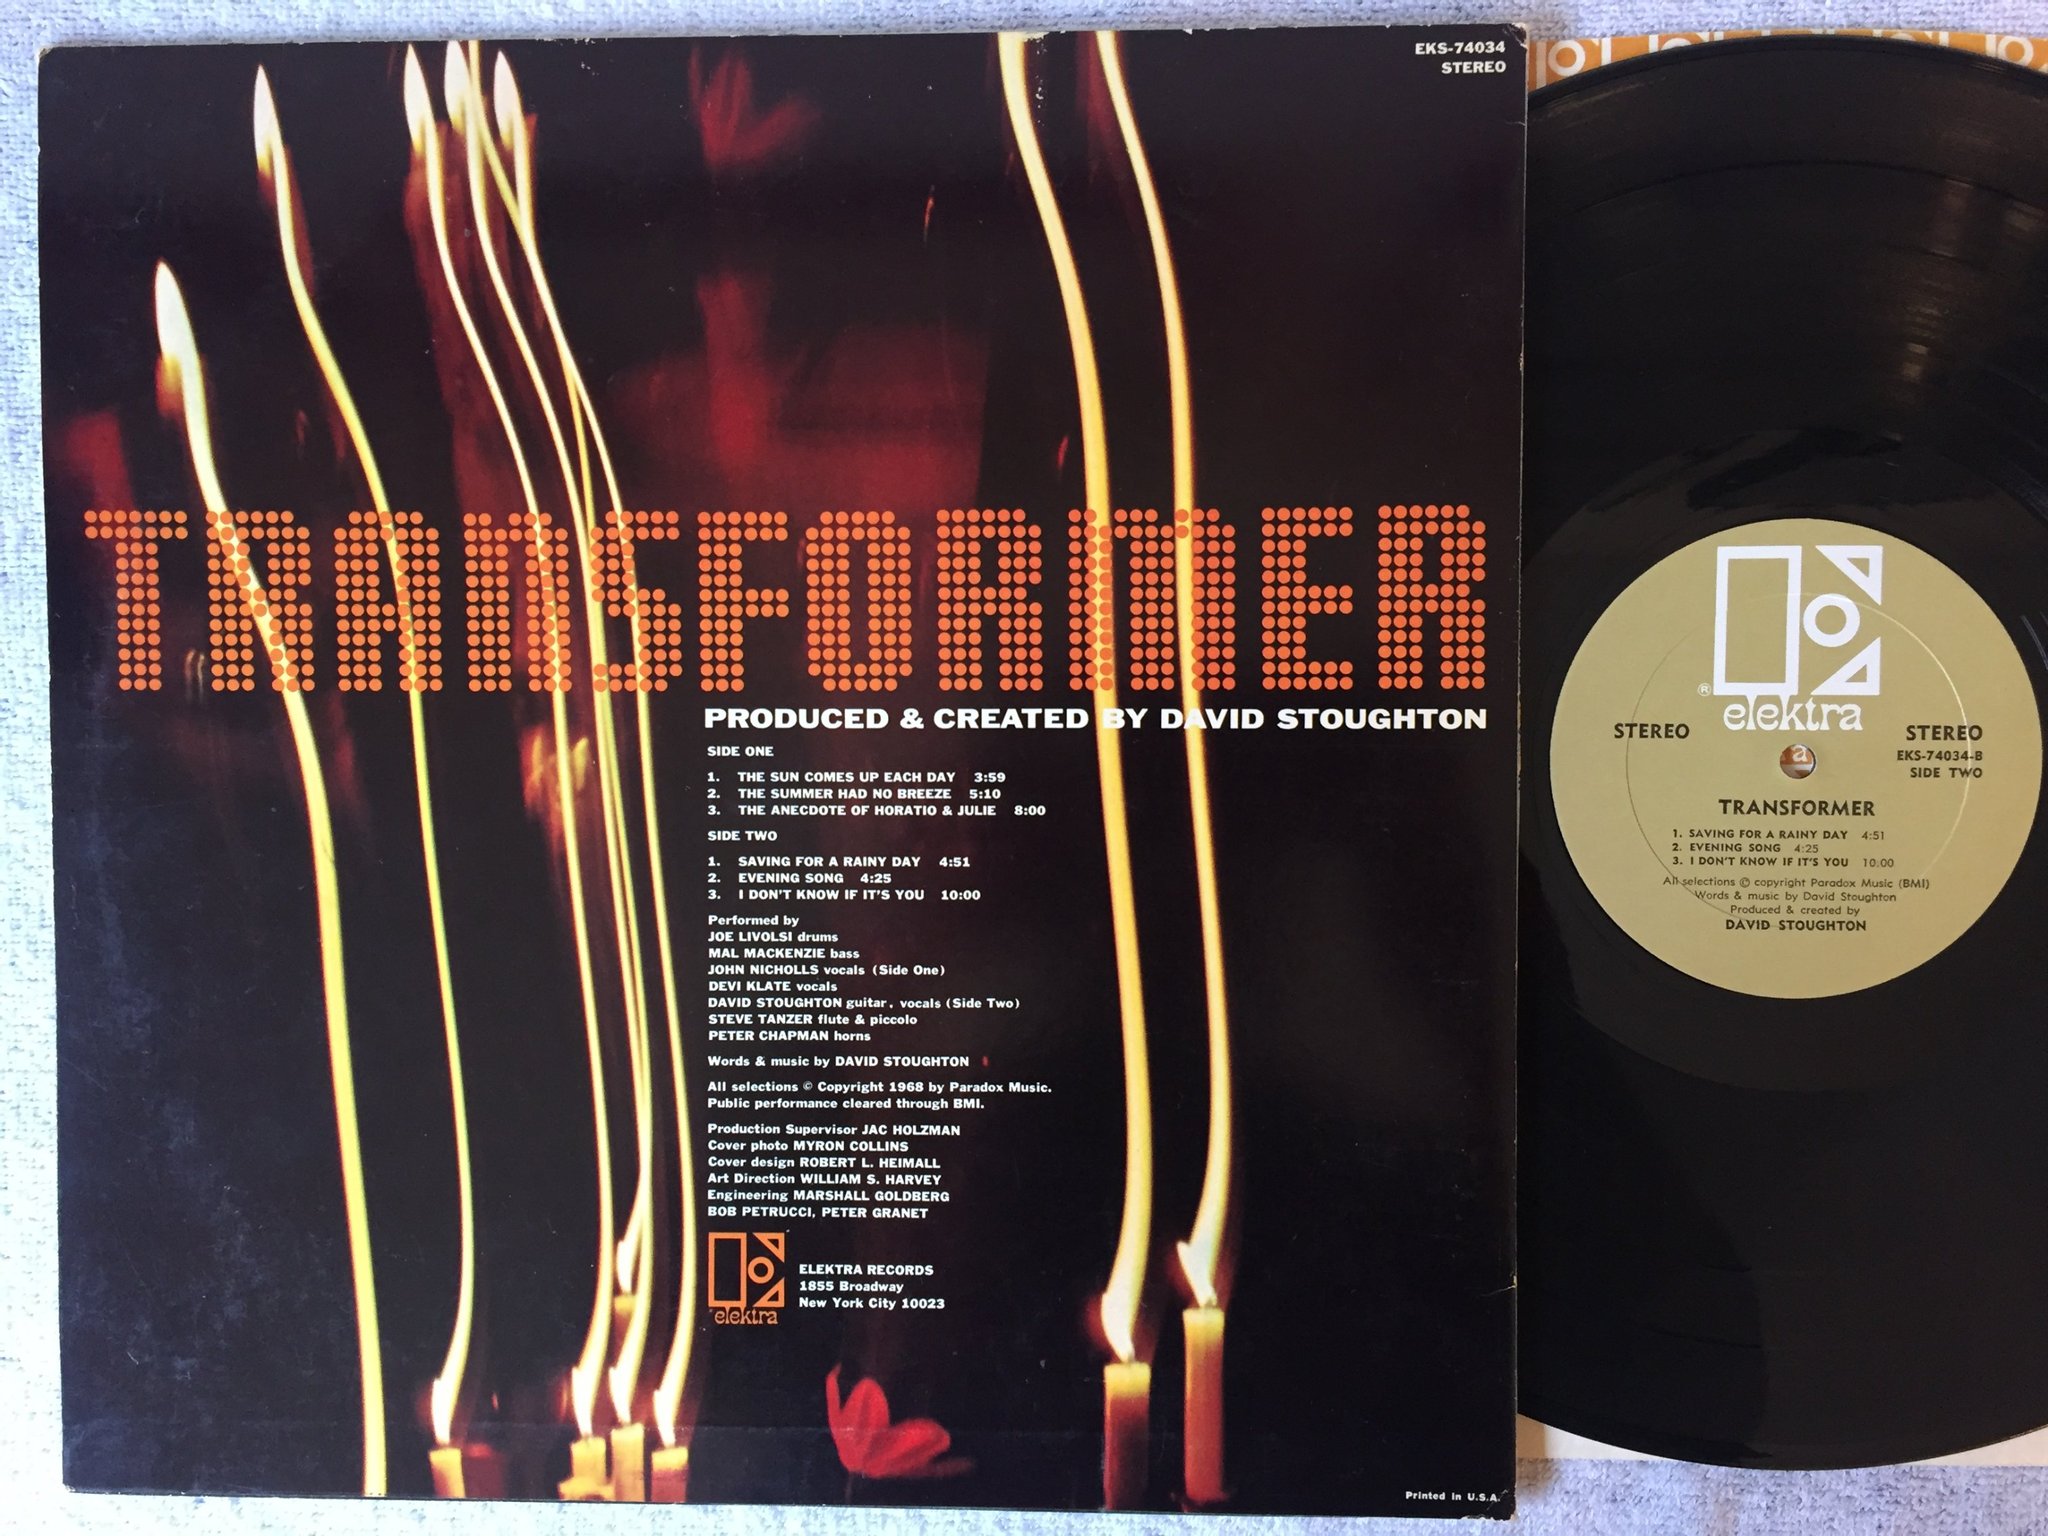 EKS-74034
STEREO
TRANSFORMER
PRODUCED & CREATED BY DAVID STOUGHTON
SIDE ONE
1. THE SUN COMES UP EACH DAY 3:59
2. THE SUMMER HAD NO BREEZE 5:10
3. THE ANECDOTE OF HORATIO & JULIE 8:00
SIDE TWO
1. SAVING FOR A RAINY DAY 4:51
2. EVENING SONG 4:25
3. I DON'T KNOW IF IT'S YOU 10:00
Performed by
JOE LIVOLSI drums
MAL MACKENZIE bass
JOHN NICHOLLS vocals (Side One)
DEVI KLATE vocals
DAVID STOUGHTON guitar, vocals (Side Two)
STEVE TANZER flute & piccolo
PETER CHAPMAN horns
Words & music by DAVID STOUGHTON
All selections © Copyright 1968 by Paradox Music.
Public performance cleared through BMI.
Production Supervisor JAC HOLZMAN
Cover photo MYRON COLLINS
Cover design ROBERT L. HEIMALL
Art Direction WILLIAM S. HARVEY
Engineering MARSHALL GOLDBERG
BOB PETRUCCI, PETER GRANET
elektra
ELEKTRA RECORDS
1855 Broadway
New York City 10023
Printed in U.S.A.
® elektra
STEREO STEREO
EKS-74034-B
SIDE TWO
TRANSFORMER
1. SAVING FOR A RAINY DAY 4:51
2. EVENING SONG 4:25
3. I DON'T KNOW IF IT'S YOU 10:00
All selections © copyright Paradox Music (BMI)
Words & music by David Stoughton
Produced & created by
DAVID STOUGHTON